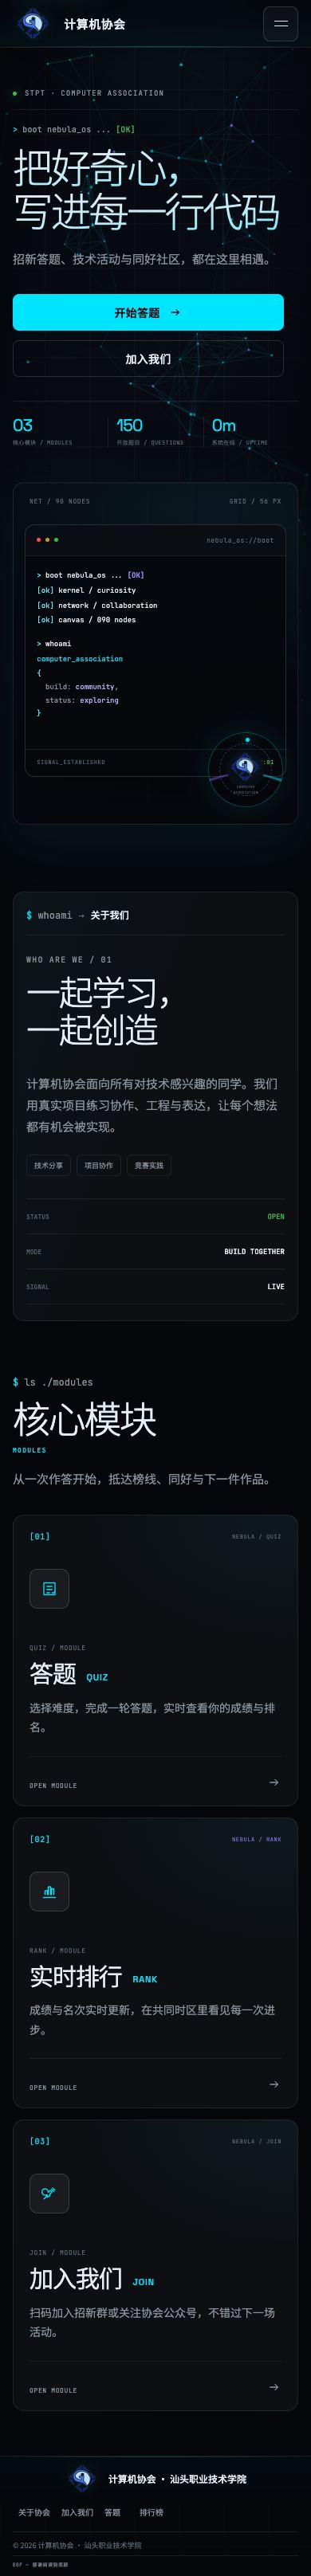 计算机协会
STPT · COMPUTER ASSOCIATION
> boot nebula_os ... [OK]
把好奇心，
写进每一行代码
招新答题、技术活动与同好社区，都在这里相遇。
开始答题 →
加入我们
03
150
0m
核心模块 / MODULES
开放题目 / QUESTIONS
系统在线 / UPTIME
NET / 90 NODES
GRID / 56 PX
nebula_os://boot
> boot nebula_os ... [OK]
[ok] kernel / curiosity
[ok] network / collaboration
[ok] canvas / 090 nodes
> whoami
computer_association
{
build: community,
status: exploring
}
SIGNAL_ESTABLISHED
:01
COMPUTER
ASSOCIATION
$ whoami → 关于我们
WHO ARE WE / 01
一起学习，
一起创造
计算机协会面向所有对技术感兴趣的同学。我们
用真实项目练习协作、工程与表达，让每个想法
都有机会被实现。
技术分享
项目协作
竞赛实践
STATUS
OPEN
MODE
BUILD TOGETHER
SIGNAL
LIVE
$ ls ./modules
核心模块
MODULES
从一次作答开始，抵达榜线、同好与下一件作品。
[01]
NEBULA / QUIZ
QUIZ / MODULE
答题 QUIZ
选择难度，完成一轮答题，实时查看你的成绩与排
名。
OPEN MODULE →
[02]
NEBULA / RANK
RANK / MODULE
实时排行 RANK
成绩与名次实时更新，在共同时区里看见每一次进
步。
OPEN MODULE →
[03]
NEBULA / JOIN
JOIN / MODULE
加入我们 JOIN
扫码加入招新群或关注协会公众号，不错过下一场
活动。
OPEN MODULE →
计算机协会 · 汕头职业技术学院
关于协会
加入我们
答题
排行榜
© 2026 计算机协会 · 汕头职业技术学院